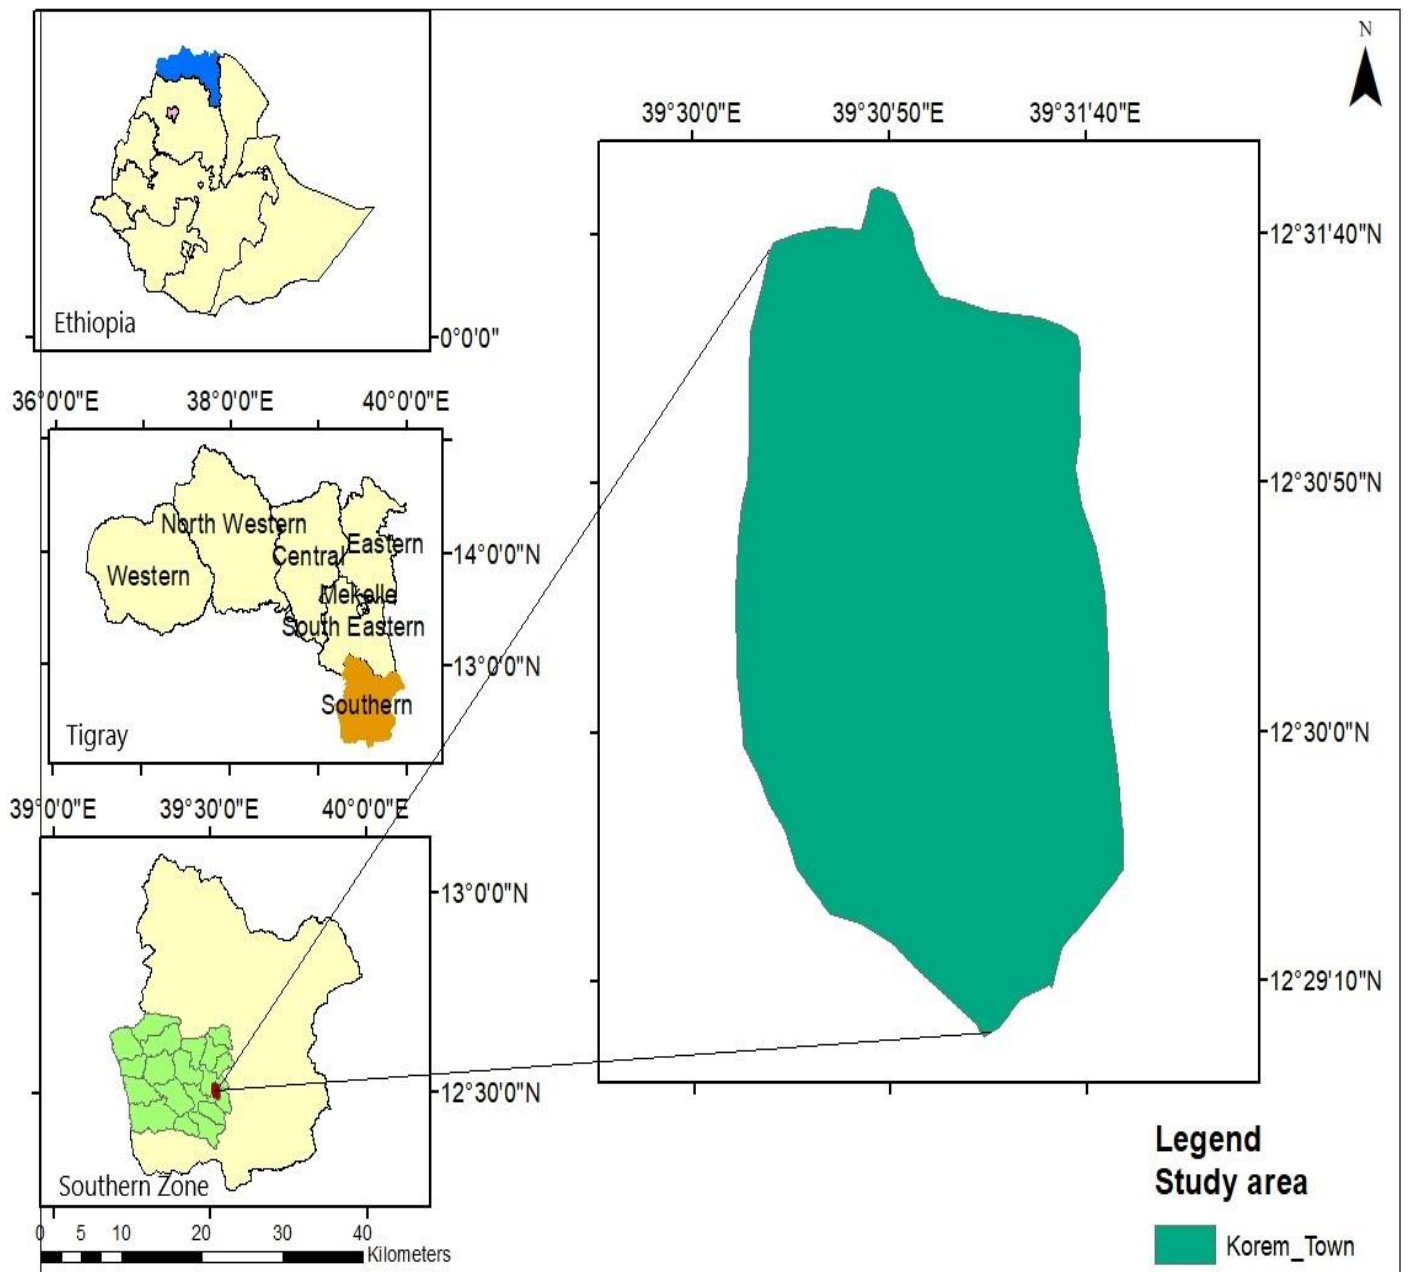 N
39°30'0"E 39°30'50"E 39°31'40"E
12°31'40"N
12°30'50"N
12°30'0"N
12°29'10"N
Ethiopia
0°0'0"
36°0'0"E 38°0'0"E 40°0'0"E
North Western
Central
Eastern
14°0'0"N
Western
Mekelle
South Eastern
13°0'0"N
Southern
Tigray
39°0'0"E 39°30'0"E 40°0'0"E
13°0'0"N
12°30'0"N
Southern Zone
0 5 10 20 30 40
Kilometers
Legend
Study area
Korem_Town